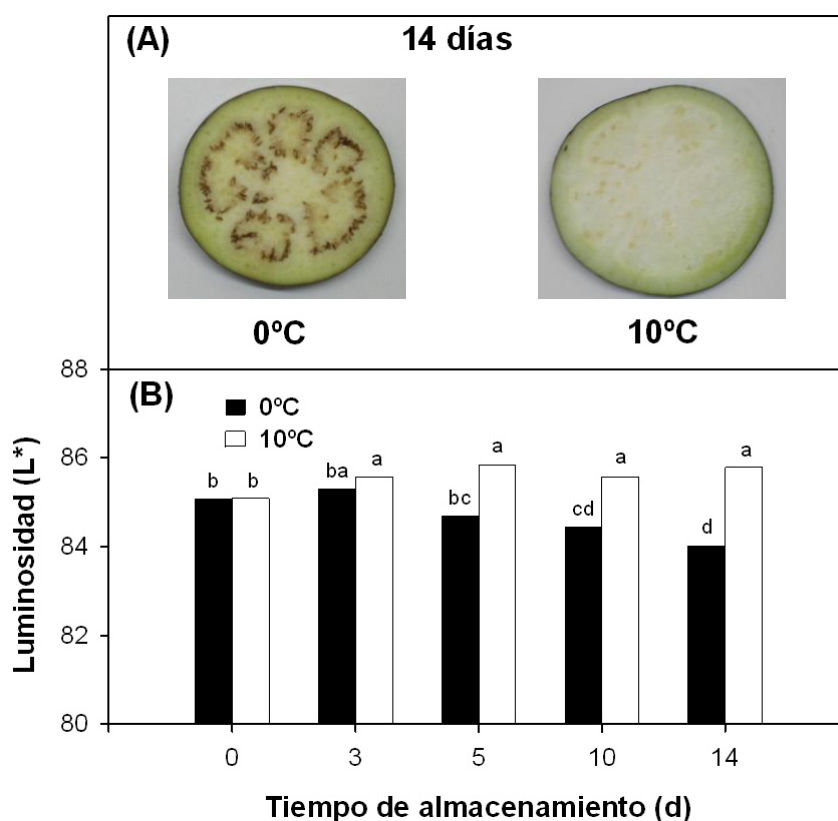 (A) 14 días
0ºC 10ºC
88
(B)
0ºC
10ºC
86
84
82
80
b b ba a bc a cd a d a
Luminosidad (L*)
0 3 5 10 14
Tiempo de almacenamiento (d)